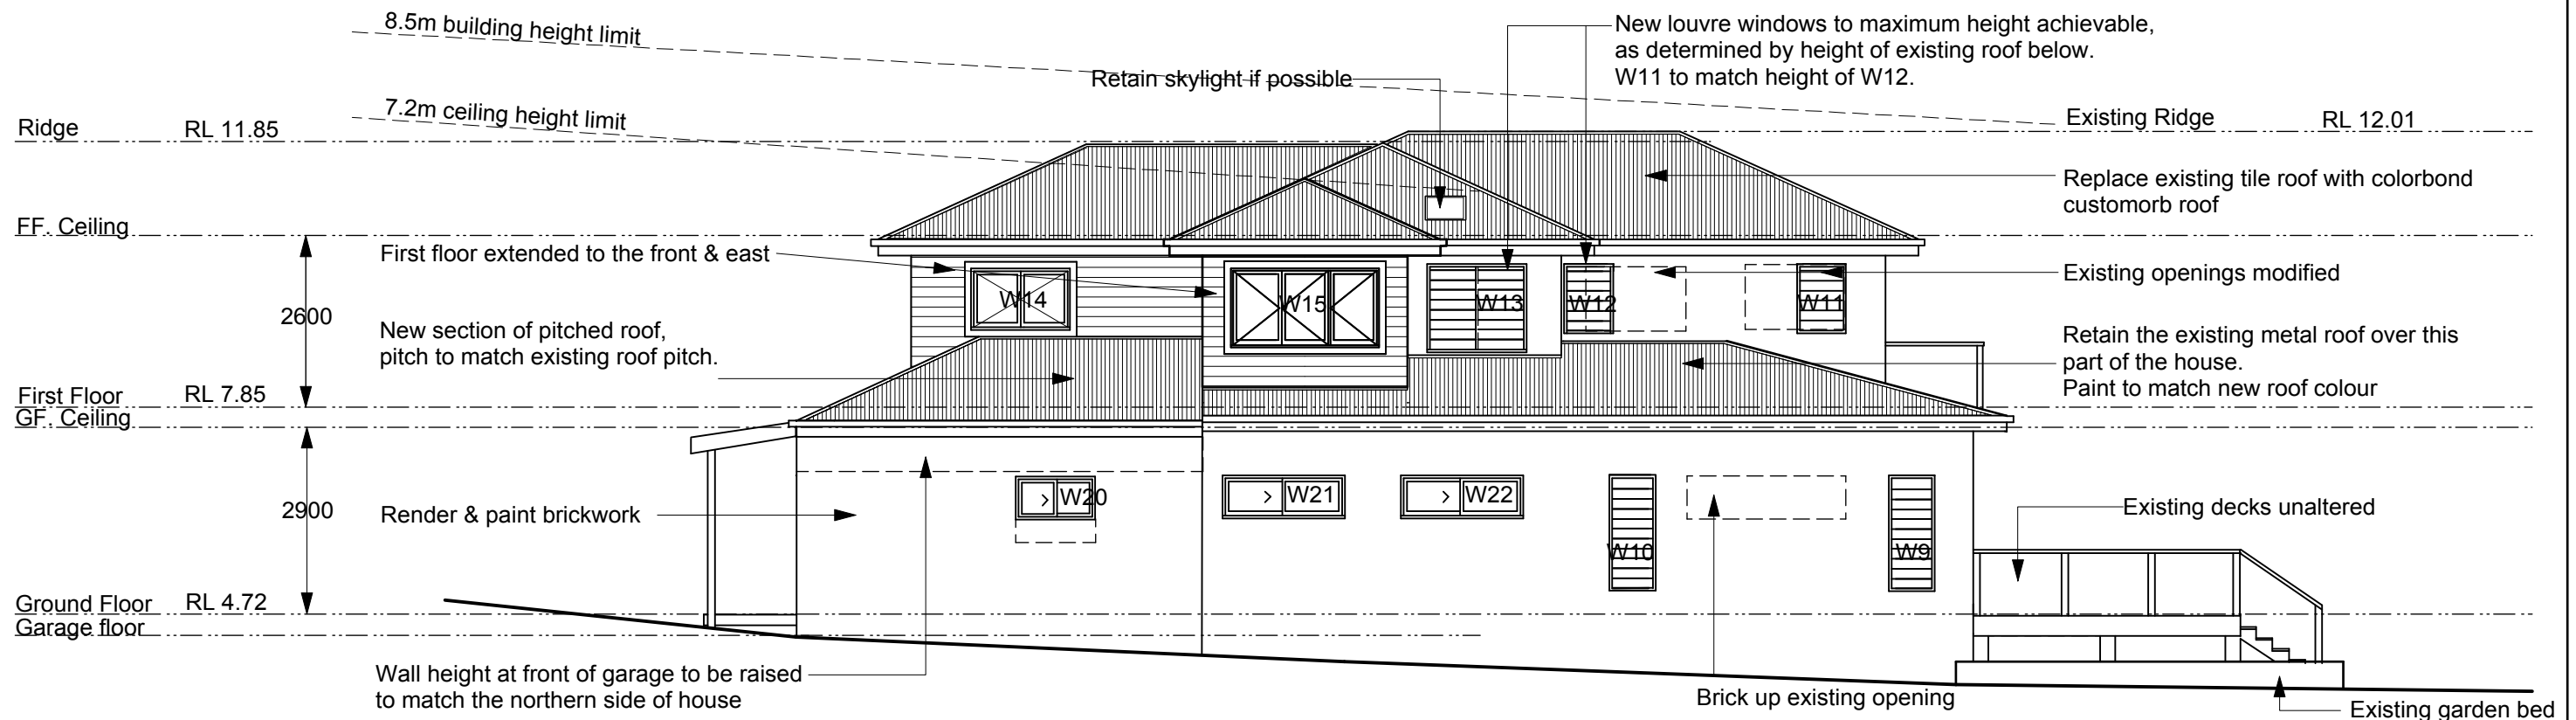 8.5m building height limit
New louvre windows to maximum height achievable,
as determined by height of existing roof below.
W11 to match height of W12.
Retain skylight if possible
7.2m ceiling height limit
Ridge RL 11.85
Existing Ridge RL 12.01
Replace existing tile roof with colorbond
customorb roof
FF. Ceiling
First floor extended to the front & east
Existing openings modified
W14
W15
W13
W12
W11
2600
New section of pitched roof,
pitch to match existing roof pitch.
Retain the existing metal roof over this
part of the house.
Paint to match new roof colour
First Floor RL 7.85
GF. Ceiling
W20
W21
W22
2900
Render & paint brickwork
Existing decks unaltered
W10
W9
Ground Floor RL 4.72
Garage floor
Wall height at front of garage to be raised
to match the northern side of house
Brick up existing opening
Existing garden bed